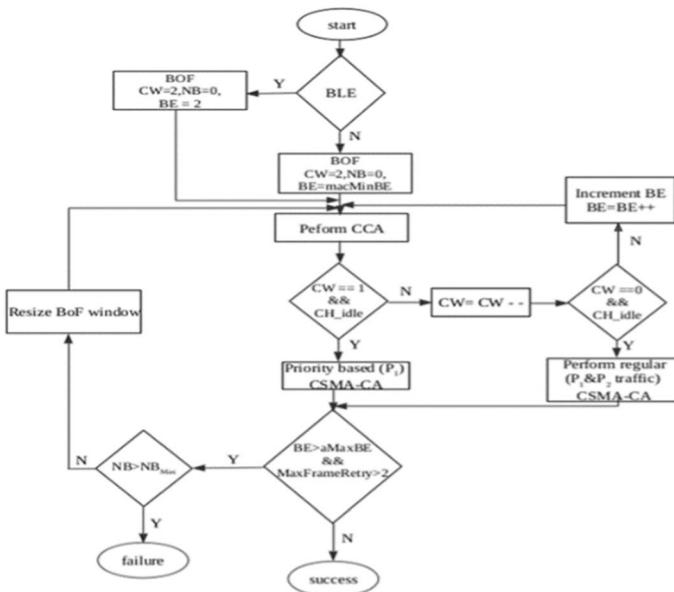 start
BLE
Y
BOF
CW=2,NB=0,
BE = 2
N
BOF
CW=2,NB=0,
BE=macMinBE
Increment BE
BE=BE++
Peform CCA
N
CW == 1
&&
CH_idle
N
CW= CW - -
CW ==0
&&
CH_idle
Resize BoF window
Y
Y
Priority based (P1)
CSMA-CA
Perform regular
(P1&P2 traffic)
CSMA-CA
BE>aMaxBE
&&
MaxFrameRetry>2
Y
NB>NBMax
N
Y
N
failure
success